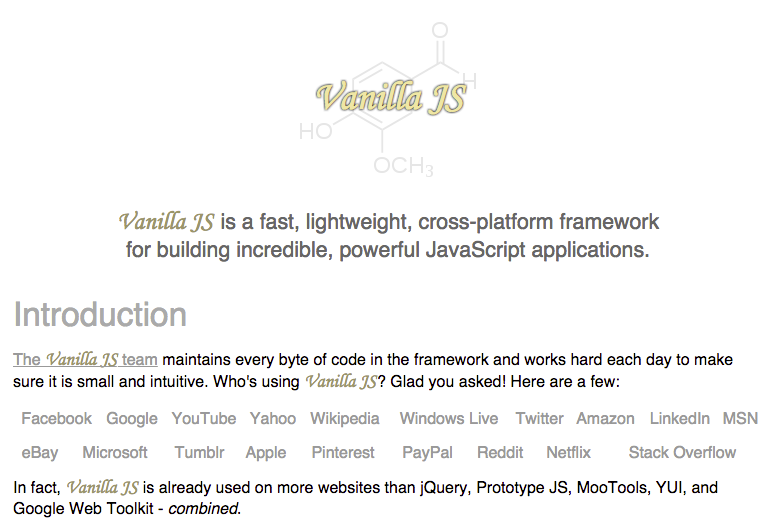 O
H
Vanilla JS
HO
OCH₃
Vanilla JS is a fast, lightweight, cross-platform framework
for building incredible, powerful JavaScript applications.
Introduction
The Vanilla JS team maintains every byte of code in the framework and works hard each day to make
sure it is small and intuitive. Who's using Vanilla JS? Glad you asked! Here are a few:
Facebook Google YouTube Yahoo Wikipedia Windows Live Twitter Amazon LinkedIn MSN
eBay Microsoft Tumblr Apple Pinterest PayPal Reddit Netflix Stack Overflow
In fact, Vanilla JS is already used on more websites than jQuery, Prototype JS, MooTools, YUI, and
Google Web Toolkit - combined.